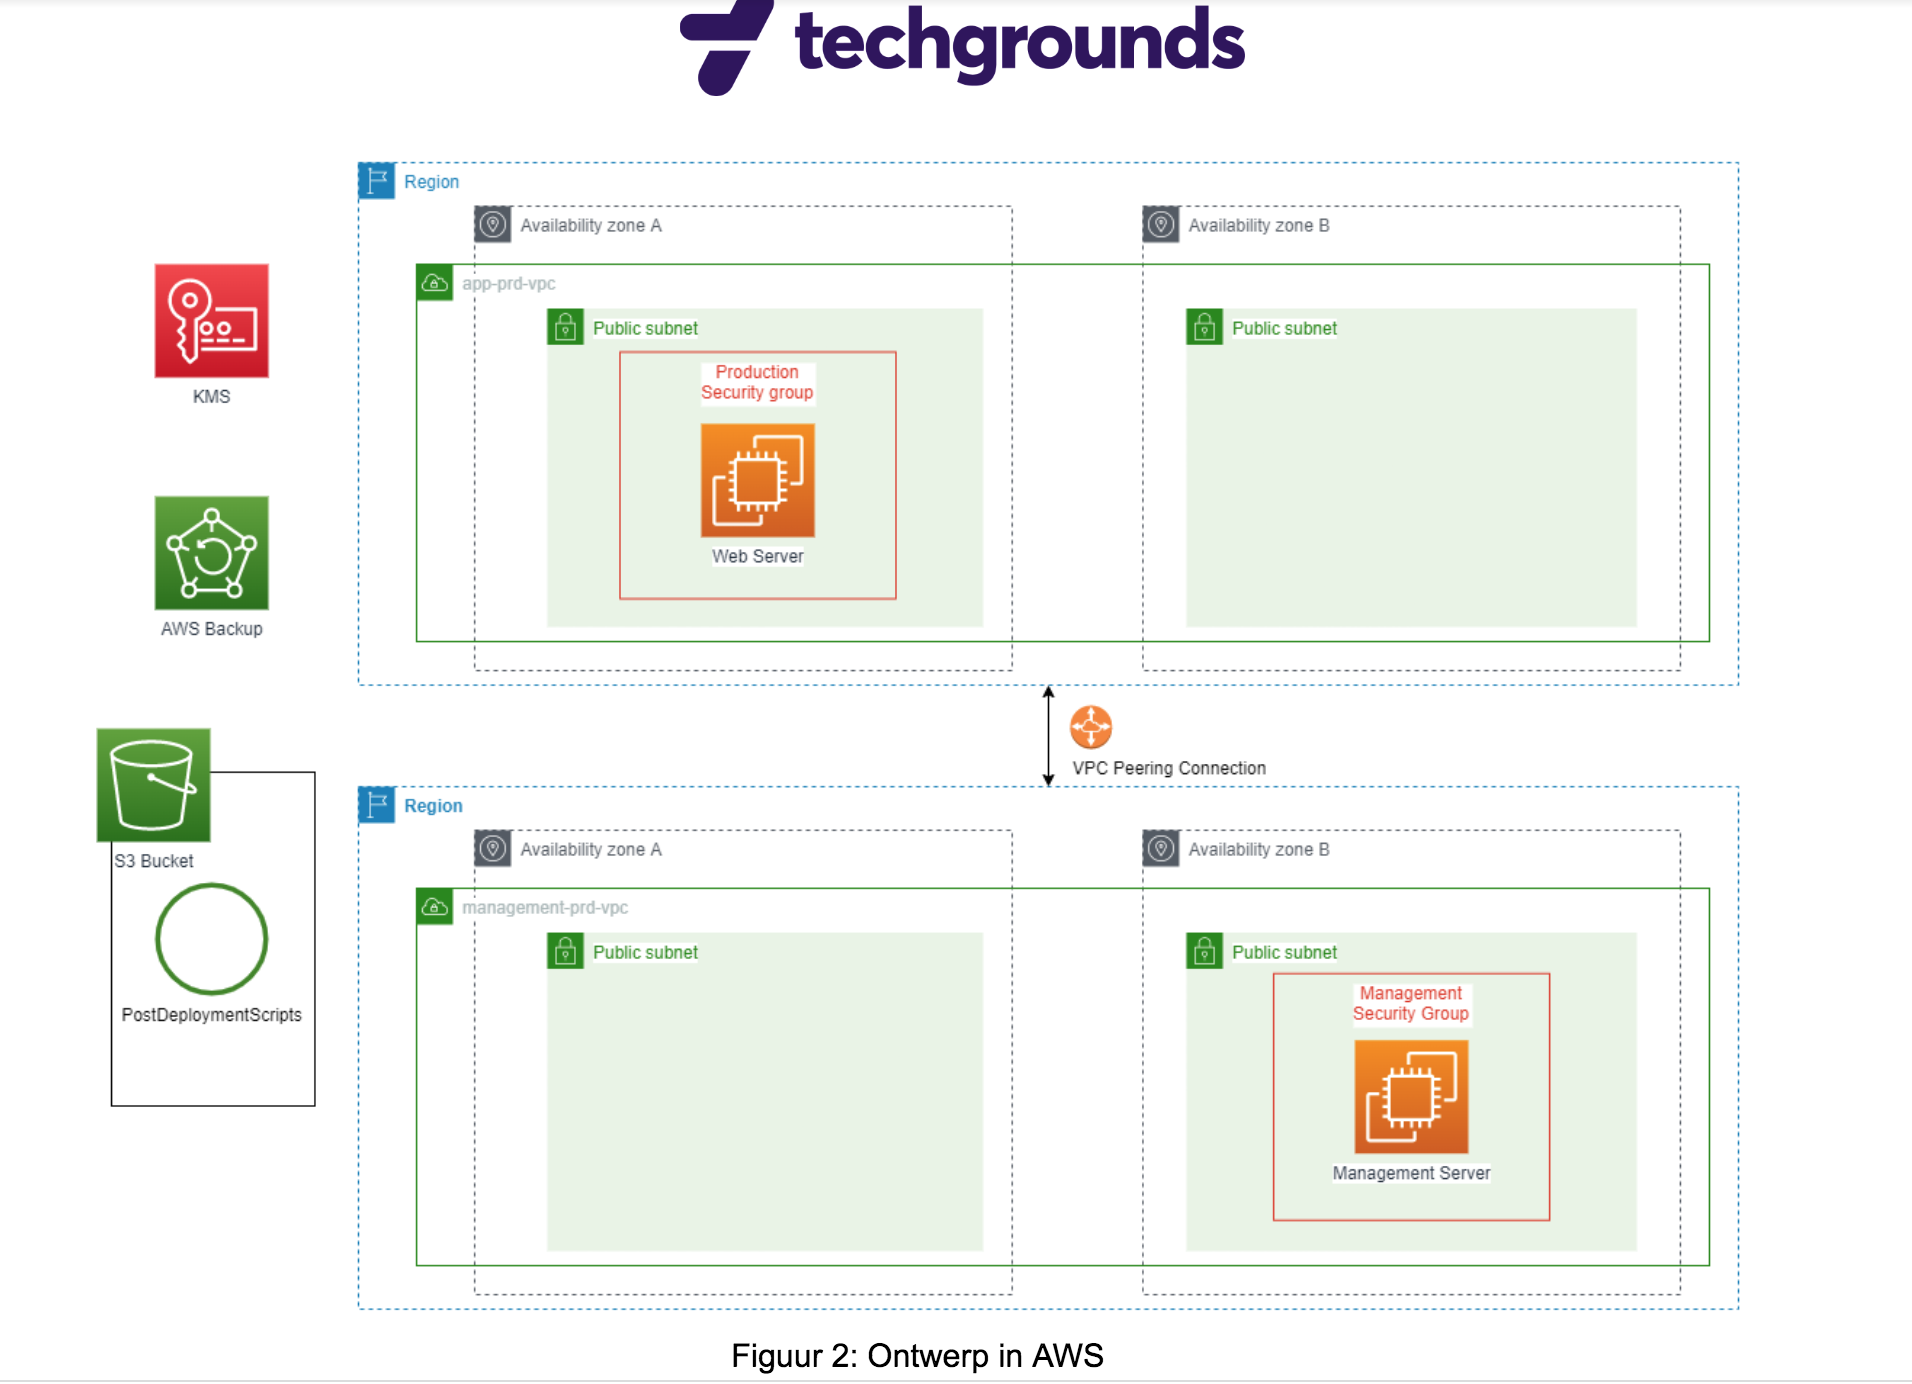 techgrounds
Region
Availability zone A
Availability zone B
app-prd-vpc
Public subnet
Public subnet
Production
Security group
Web Server
KMS
AWS Backup
VPC Peering Connection
S3 Bucket
PostDeploymentScripts
Region
Availability zone A
Availability zone B
management-prd-vpc
Public subnet
Public subnet
Management
Security Group
Management Server
Figuur 2: Ontwerp in AWS